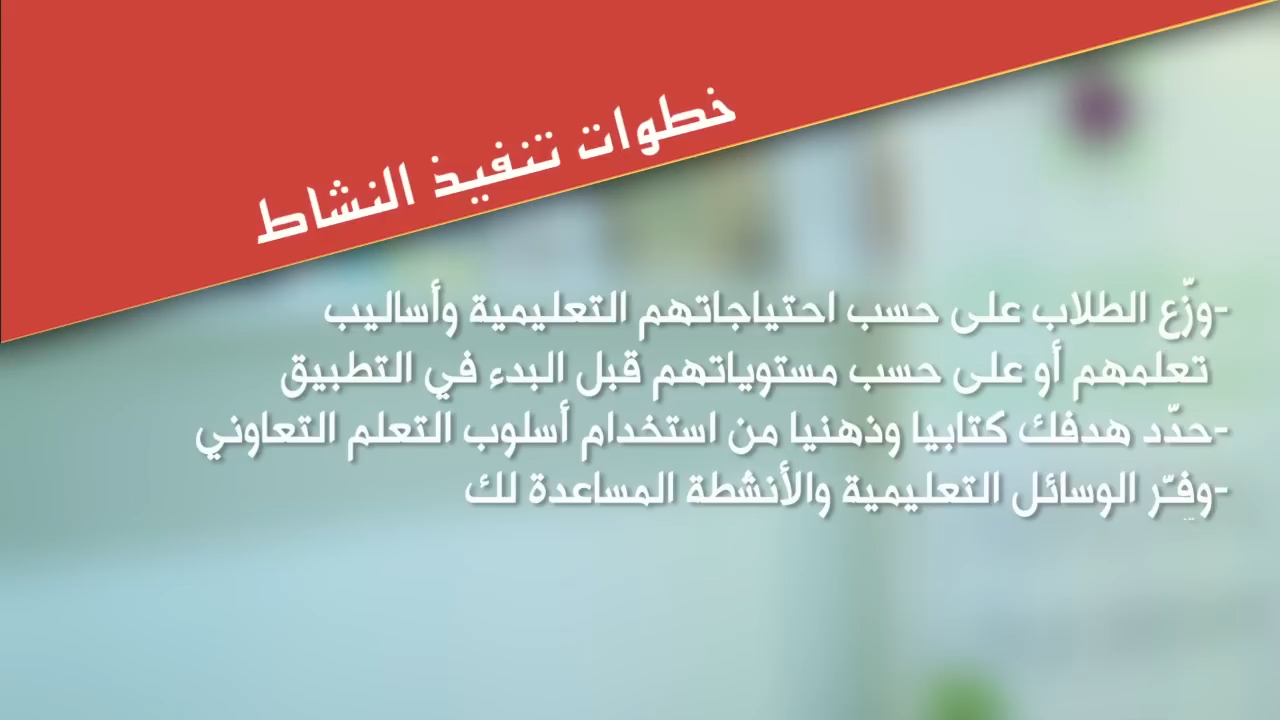 خطوات تنفيذ النشاط
-وزّع الطلاب على حسب احتياجاتهم التعليمية وأساليب
تعلمهم أو على حسب مستوياتهم قبل البدء في التطبيق
-حدّد هدفك كتابيا وذهنيا من استخدام أسلوب التعلم التعاوني
-وفِّر الوسائل التعليمية والأنشطة المساعدة لك